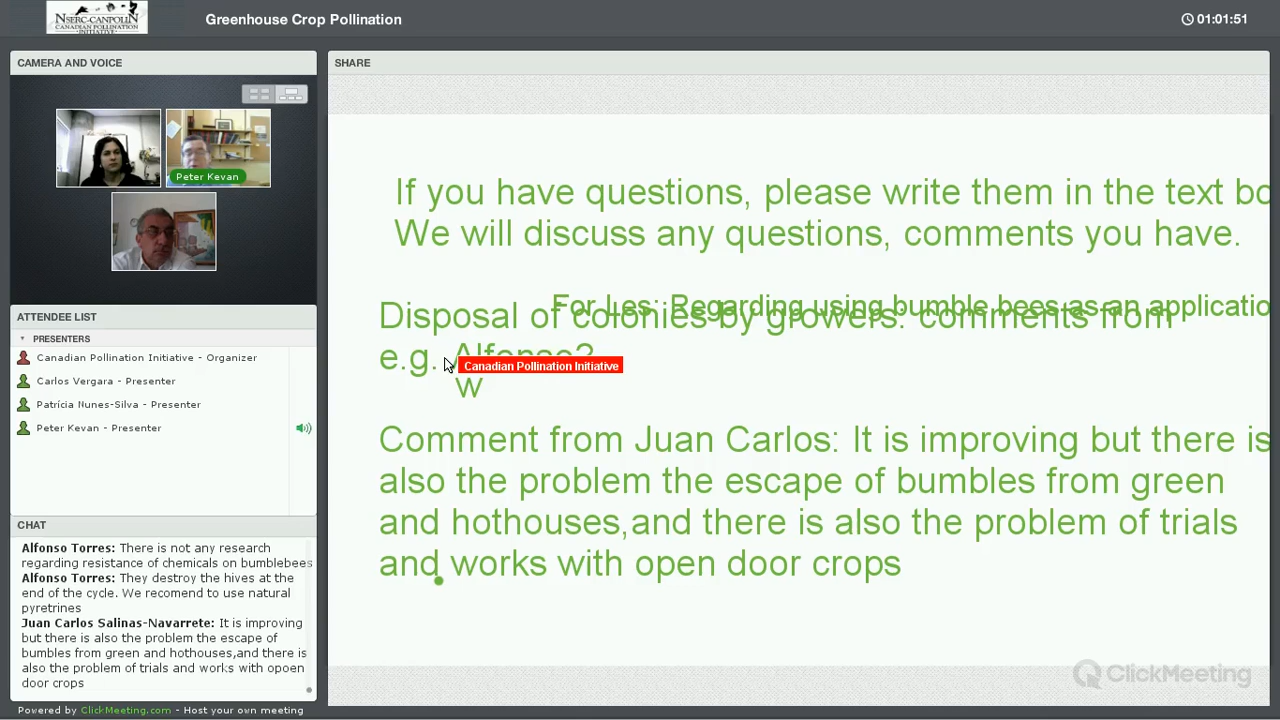 NSERC-CANPOLIN
CANADIAN POLLINATION
INITIATIVE
Greenhouse Crop Pollination
01:01:51
CAMERA AND VOICE
Peter Kevan
ATTENDEE LIST
PRESENTERS
Canadian Pollination Initiative - Organizer
Carlos Vergara - Presenter
Patrícia Nunes-Silva - Presenter
Peter Kevan - Presenter
CHAT
Alfonso Torres: There is not any research
regarding resistance of chemicals on bumblebees
Alfonso Torres: They destroy the hives at the
end of the cycle. We recomend to use natural
pyretrines
Juan Carlos Salinas-Navarrete: It is improving
but there is also the problem the escape of
bumbles from green and hothouses,and there is
also the problem of trials and works with opoen
door crops
Powered by ClickMeeting.com - Host your own meeting
SHARE
If you have questions, please write them in the text bo
We will discuss any questions, comments you have.
For Les: Regarding using bumble bees as an applicatio
Disposal of colonies by growers: comments from
e.g. Alfonso?
Canadian Pollination Initiative
w
Comment from Juan Carlos: It is improving but there is
also the problem the escape of bumbles from green
and hothouses,and there is also the problem of trials
and works with open door crops
ClickMeeting